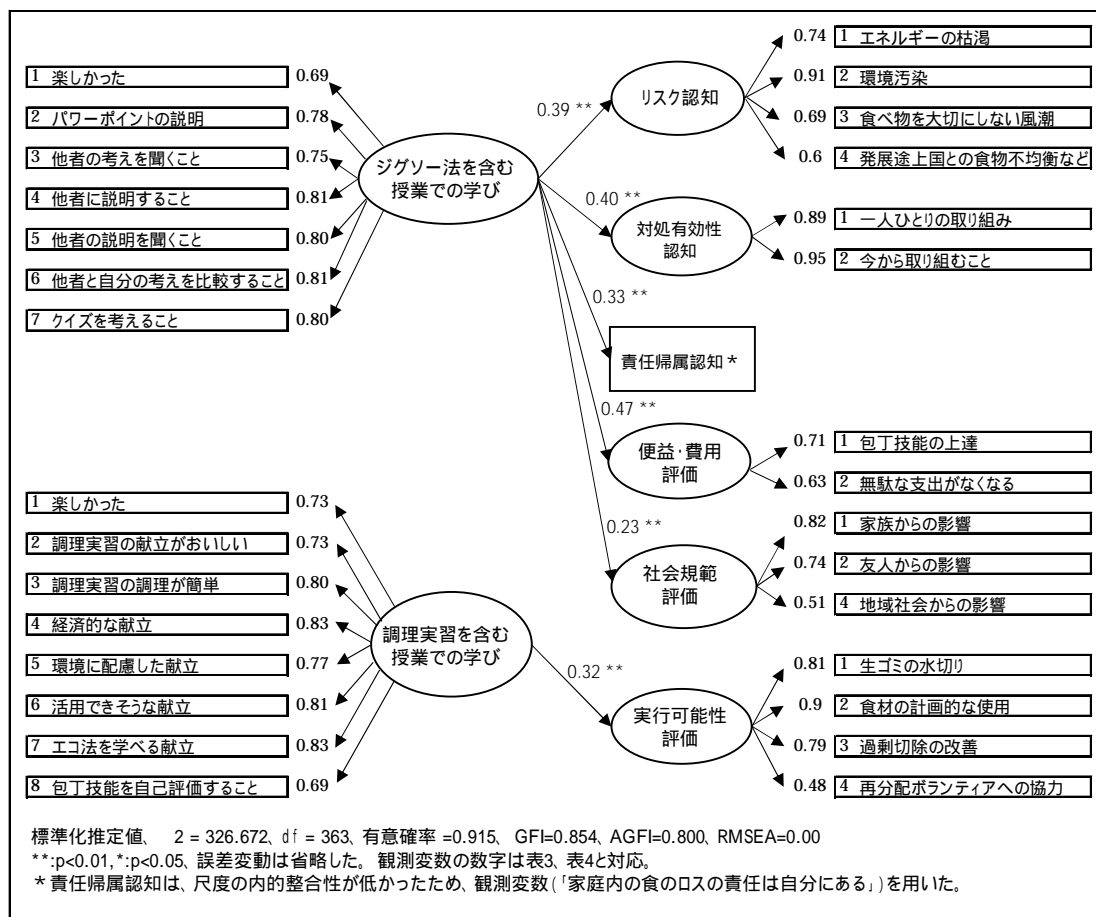 1 楽しかった 0.69
2 パワーポイントの説明 0.78
3 他者の考えを聞くこと 0.75
4 他者に説明すること 0.81
5 他者の説明を聞くこと 0.80
6 他者と自分の考えを比較すること 0.81
7 クイズを考えること 0.80
ジグソー法を含む
授業での学び
0.39 **
リスク認知
0.74 1 エネルギーの枯渇
0.91 2 環境汚染
0.69 3 食べ物を大切にしない風潮
0.6 4 発展途上国との食物不均衡など
0.40 **
対処有効性
認知
0.89 1 一人ひとりの取り組み
0.95 2 今から取り組むこと
0.33 **
責任帰属認知*
0.47 **
便益・費用
評価
0.71 1 包丁技能の上達
0.63 2 無駄な支出がなくなる
0.23 **
社会規範
評価
0.82 1 家族からの影響
0.74 2 友人からの影響
0.51 4 地域社会からの影響
1 楽しかった 0.73
2 調理実習の献立がおいしい 0.73
3 調理実習の調理が簡単 0.80
4 経済的な献立 0.83
5 環境に配慮した献立 0.77
6 活用できそうな献立 0.81
7 エコ法を学べる献立 0.83
8 包丁技能を自己評価すること 0.69
調理実習を含む
授業での学び
0.32 **
実行可能性
評価
0.81 1 生ゴミの水切り
0.9 2 食材の計画的な使用
0.79 3 過剰切除の改善
0.48 4 再分配ボランティアへの協力
標準化推定値、 2 = 326.672、df = 363、有意確率 =0.915、GFI=0.854、AGFI=0.800、RMSEA=0.00
**:p<0.01,*:p<0.05、誤差変動は省略した。観測変数の数字は表3、表4と対応。
*責任帰属認知は、尺度の内的整合性が低かったため、観測変数(「家庭内の食のロスの責任は自分にある」)を用いた。